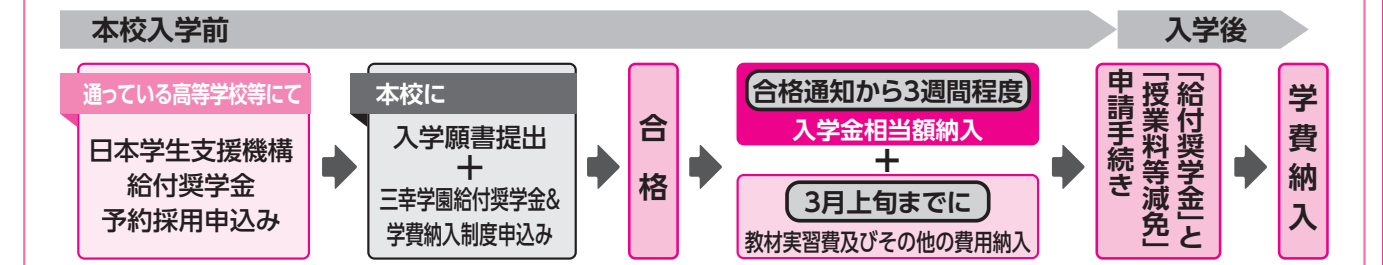 本校入学前
入学後
通っている高等学校等にて
日本学生支援機構
給付奨学金
予約採用申込み
本校に
入学願書提出
＋
三幸学園給付奨学金&
学費納入制度申込み
合格
合格通知から3週間程度
入学金相当額納入
＋
3月上旬までに
教材実習費及びその他の費用納入
「給付奨学金」と
「授業料等減免」
申請手続き
学費納入